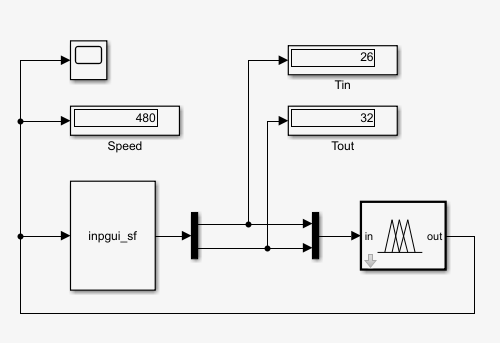 26
Tin
480
Speed
32
Tout
inpgui_sf
in
out